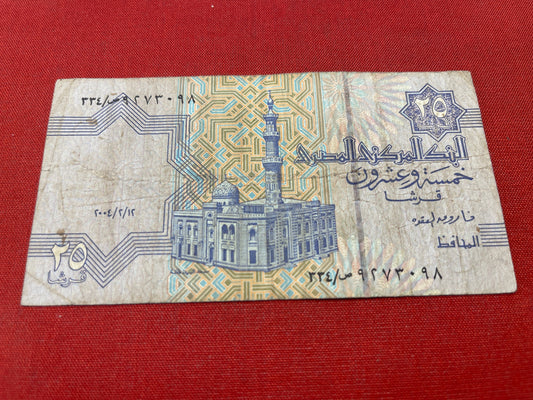 ٣٣٤/ص ٩٢٧٣٠٩٨
٢٥
البنك المركزى المصرى
خمسة وعشرون
قرشا
٢٠٠٤/٢/١٢
المحافظ
٢٥
قرشا
٣٣٤/ص ٩٢٧٣٠٩٨